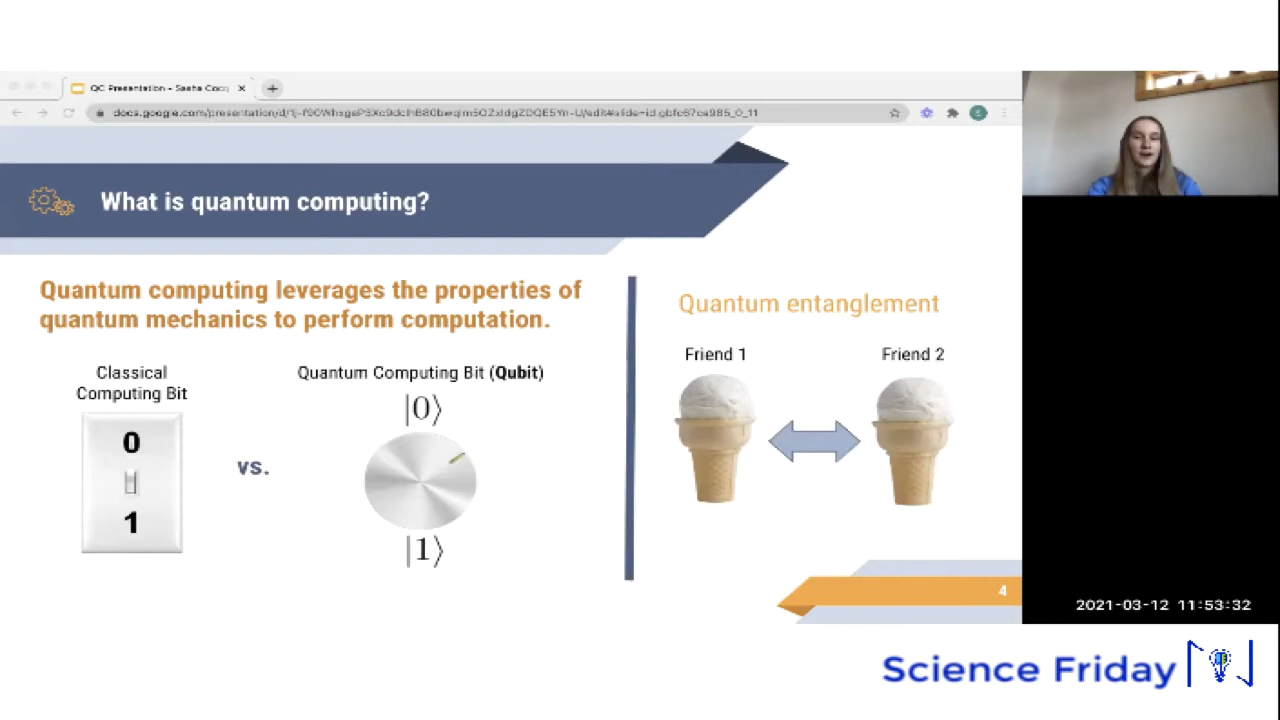 QC Presentation - Sasha Cocq
What is quantum computing?
Quantum computing leverages the properties of
quantum mechanics to perform computation.
Classical
Computing Bit
0
1
vs.
Quantum Computing Bit (Qubit)
|0⟩
|1⟩
Quantum entanglement
Friend 1
Friend 2
4
2021-03-12 11:53:32
Science Friday